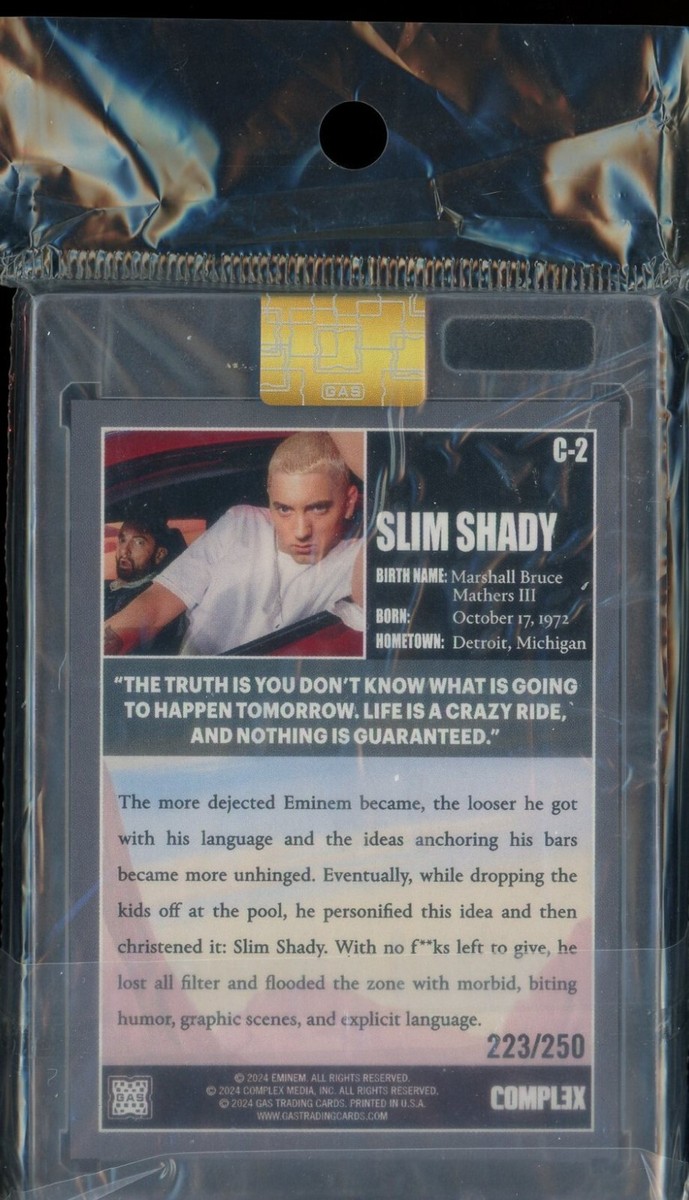 GAS
C-2
SLIM SHADY
BIRTH NAME: Marshall Bruce
Mathers III
BORN: October 17, 1972
HOMETOWN: Detroit, Michigan
“THE TRUTH IS YOU DON’T KNOW WHAT IS GOING
TO HAPPEN TOMORROW. LIFE IS A CRAZY RIDE,
AND NOTHING IS GUARANTEED.”
The more dejected Eminem became, the looser he got
with his language and the ideas anchoring his bars
became more unhinged. Eventually, while dropping the
kids off at the pool, he personified this idea and then
christened it: Slim Shady. With no f**ks left to give, he
lost all filter and flooded the zone with morbid, biting
humor, graphic scenes, and explicit language.
223/250
© 2024 EMINEM. ALL RIGHTS RESERVED.
© 2024 COMPLEX MEDIA, INC. ALL RIGHTS RESERVED.
© 2024 GAS TRADING CARDS. PRINTED IN U.S.A.
WWW.GASTRADINGCARDS.COM
GAS
COMPLEX